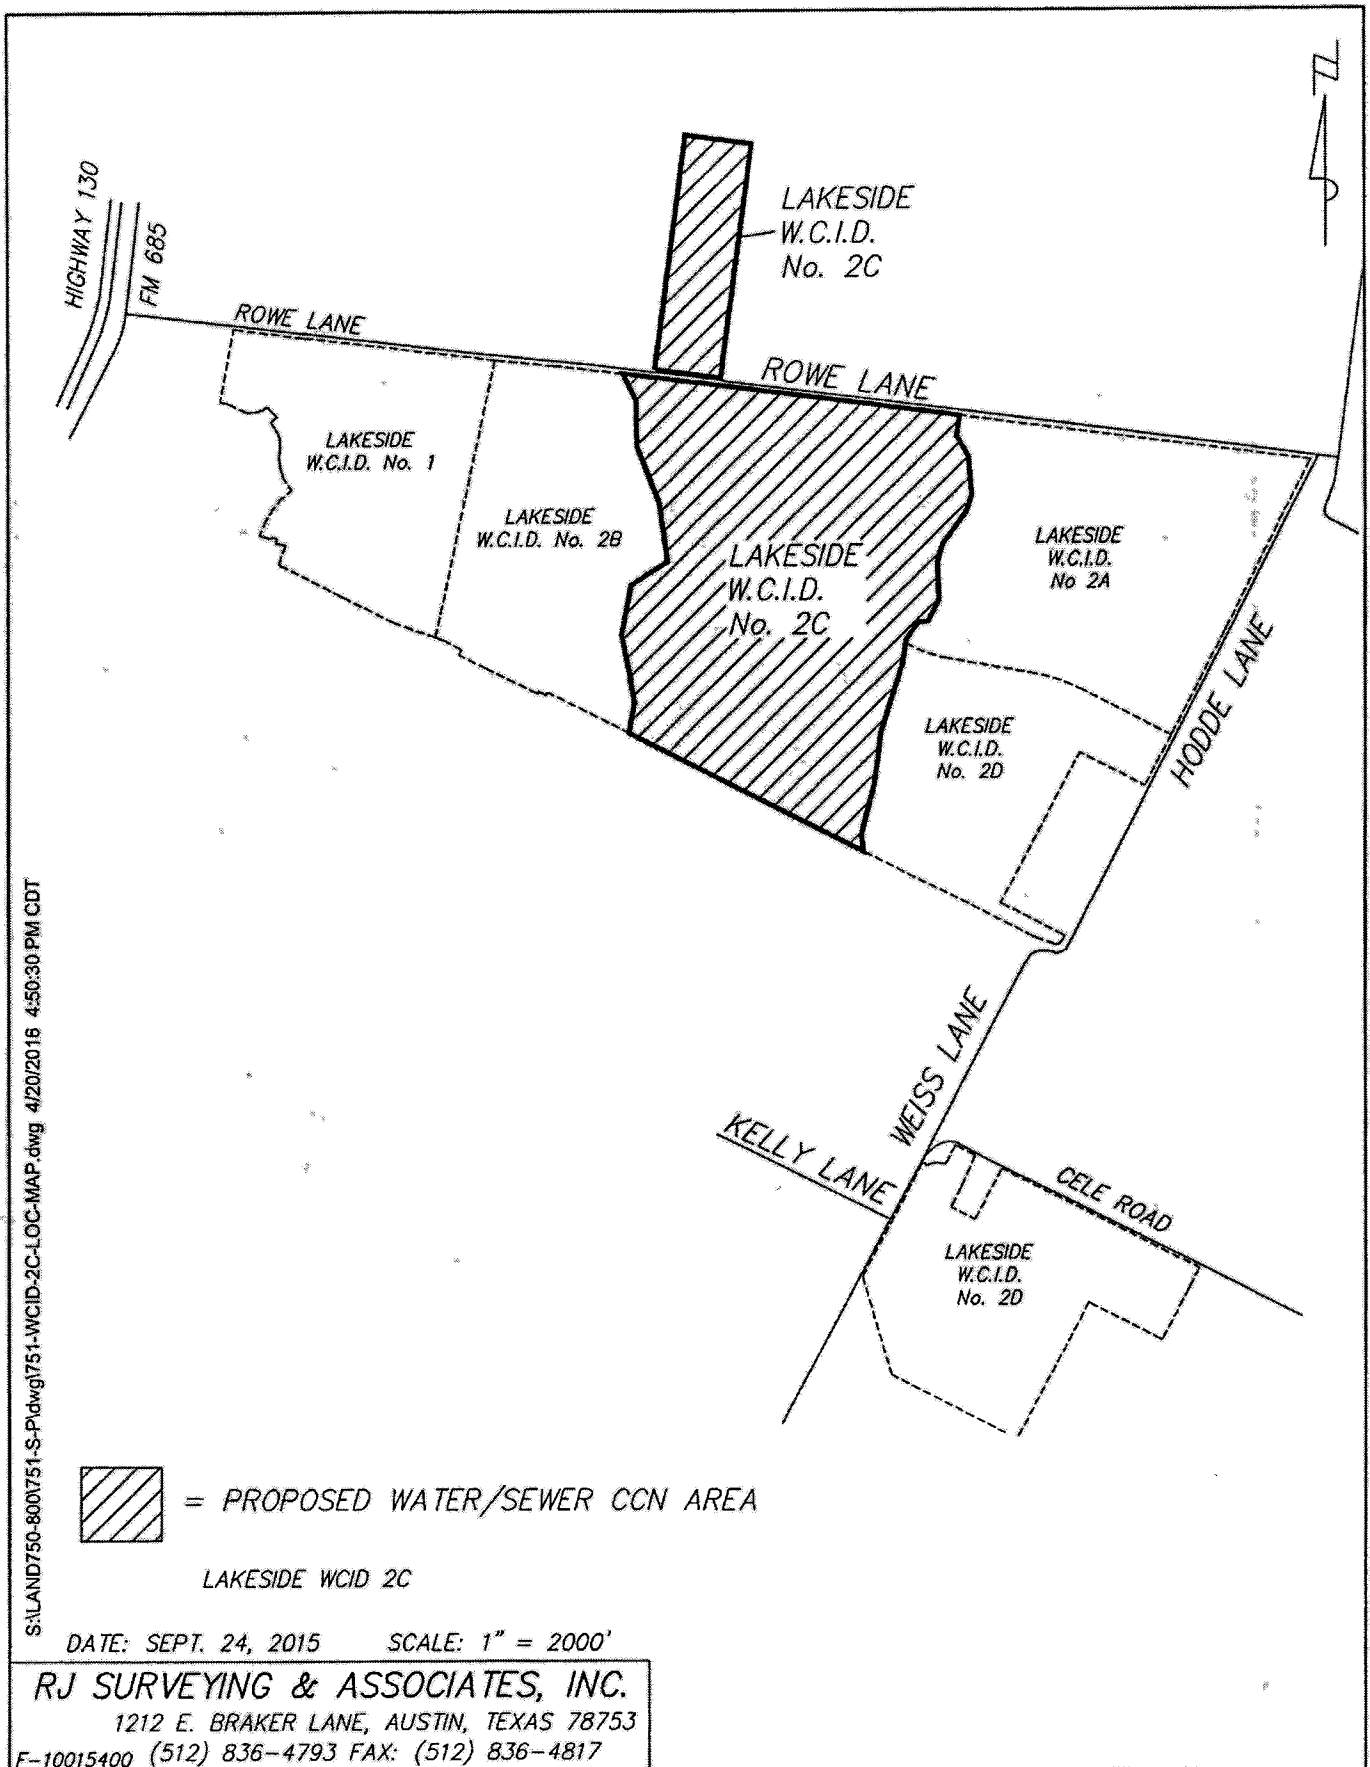 LAKESIDE
W.C.I.D.
No. 2C
HIGHWAY 130
FM 685
ROWE LANE
ROWE LANE
LAKESIDE
W.C.I.D. No. 1
LAKESIDE
W.C.I.D. No. 2B
LAKESIDE
W.C.I.D.
No. 2C
LAKESIDE
W.C.I.D.
No 2A
HODDE LANE
LAKESIDE
W.C.I.D.
No. 2D
WEISS LANE
KELLY LANE
CELE ROAD
LAKESIDE
W.C.I.D.
No. 2D
S:\LAND750-800\751-S-P\dwg\751-WCID-2C-LOC-MAP.dwg 4/20/2016 4:50:30 PM CDT
= PROPOSED WATER/SEWER CCN AREA
LAKESIDE WCID 2C
DATE: SEPT. 24, 2015 SCALE: 1" = 2000'
RJ SURVEYING & ASSOCIATES, INC.
1212 E. BRAKER LANE, AUSTIN, TEXAS 78753
F-10015400 (512) 836-4793 FAX: (512) 836-4817